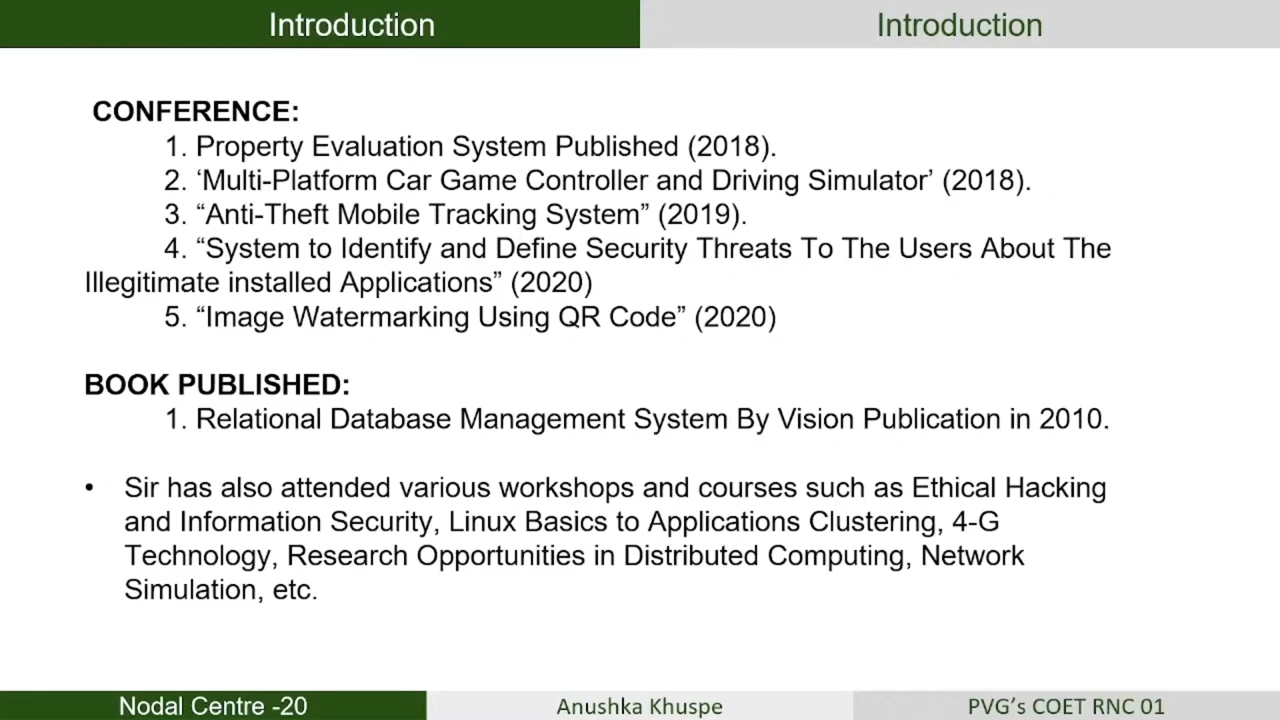 Introduction
Introduction
CONFERENCE:
1. Property Evaluation System Published (2018).
2. ‘Multi-Platform Car Game Controller and Driving Simulator’ (2018).
3. “Anti-Theft Mobile Tracking System” (2019).
4. “System to Identify and Define Security Threats To The Users About The
Illegitimate installed Applications” (2020)
5. “Image Watermarking Using QR Code” (2020)
BOOK PUBLISHED:
1. Relational Database Management System By Vision Publication in 2010.
• Sir has also attended various workshops and courses such as Ethical Hacking
and Information Security, Linux Basics to Applications Clustering, 4-G
Technology, Research Opportunities in Distributed Computing, Network
Simulation, etc.
Nodal Centre -20
Anushka Khuspe
PVG’s COET RNC 01